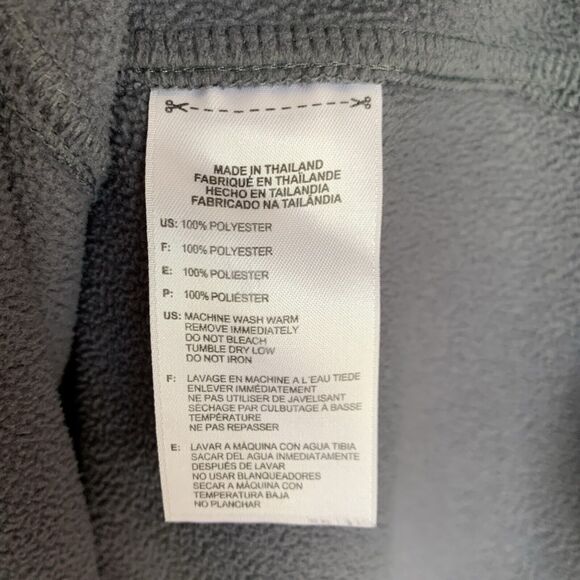 MADE IN THAILAND
FABRIQUÉ EN THAÏLANDE
HECHO EN TAILANDIA
FABRICADO NA TAILÂNDIA
US: 100% POLYESTER
F: 100% POLYESTER
E: 100% POLIESTER
P: 100% POLIÉSTER
US: MACHINE WASH WARM
REMOVE IMMEDIATELY
DO NOT BLEACH
TUMBLE DRY LOW
DO NOT IRON
F: LAVAGE EN MACHINE A L'EAU TIEDE
ENLEVER IMMÉDIATEMENT
NE PAS UTILISER DE JAVELISANT
SÉCHAGE PAR CULBUTAGE À BASSE
TEMPÉRATURE
NE PAS REPASSER
E: LAVAR A MÁQUINA CON AGUA TIBIA
SACAR DEL AGUA INMEDIATAMENTE
DESPUÉS DE LAVAR
NO USAR BLANQUEADORES
SECAR A MÁQUINA CON
TEMPERATURA BAJA
NO PLANCHAR